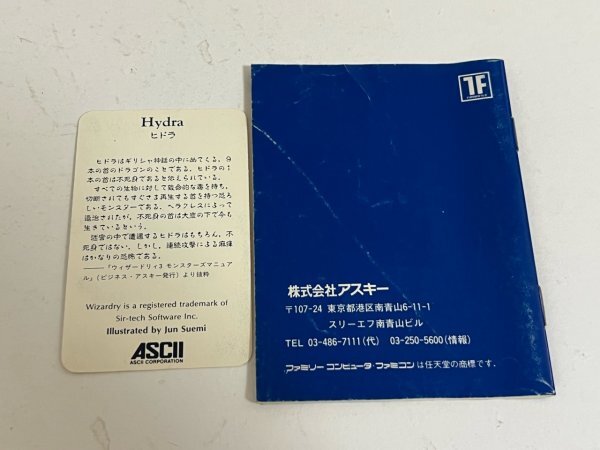 Hydra
ヒドラ
ヒドラはギリシャ神話の中に出てくる、9
本の首のドラゴンのことである。ヒドラの1
本の首は不死身であると伝えられている。
すべての生物に対して致命的な毒を持ち、
切断されてもすぐさま再生する首を持つ恐ろ
しいモンスターである。ヘラクレスによって
退治されたが、不死身の首は大岩の下で今も
生きているという。
迷宮の中で遭遇するヒドラはもちろん、不
死身ではない。しかし、連続攻撃による麻痺
はかなりの恐怖である。
――「ウィザードリィ3 モンスターズマニュア
ル」(ビジネス・アスキー発行)より抜粋
Wizardry is a registered trademark of
Sir-tech Software Inc.
Illustrated by Jun Suemi
ASCII
ASCII CORPORATION
1F
株式会社アスキー
〒107-24 東京都港区南青山6-11-1
スリーエフ南青山ビル
TEL 03-486-7111(代) 03-250-5600(情報)
ファミリーコンピュータ・ファミコンは任天堂の商標です。